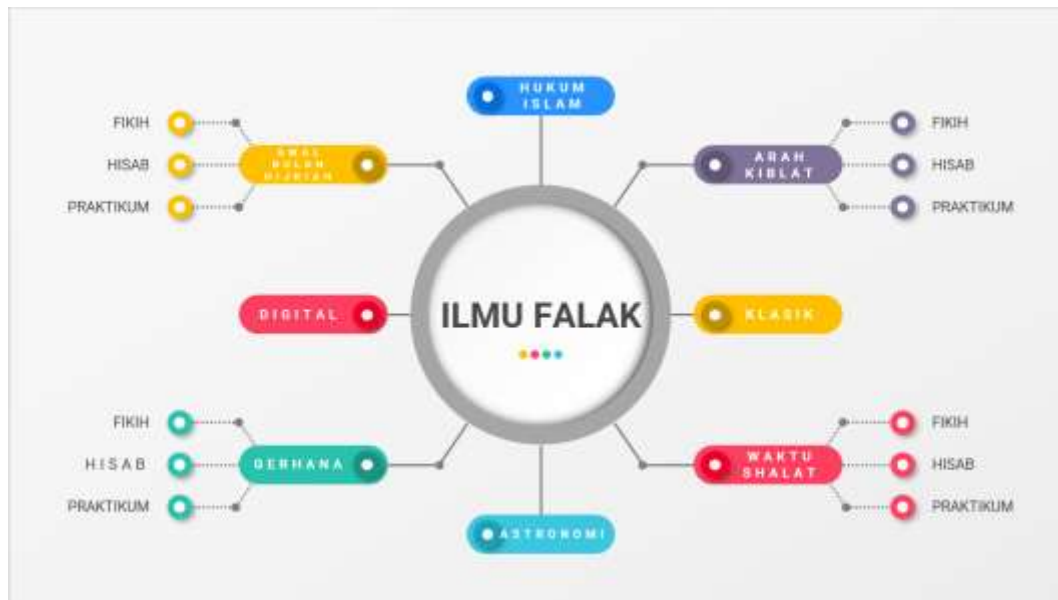 HUKUM
ISLAM
FIKIH
HISAB
PRAKTIKUM
AWAL
BULAN
HIJRIAH
ARAH
KIBLAT
FIKIH
HISAB
PRAKTIKUM
DIGITAL
ILMU FALAK
KLASIK
FIKIH
HISAB
PRAKTIKUM
GERHANA
WAKTU
SHALAT
FIKIH
HISAB
PRAKTIKUM
ASTRONOMI